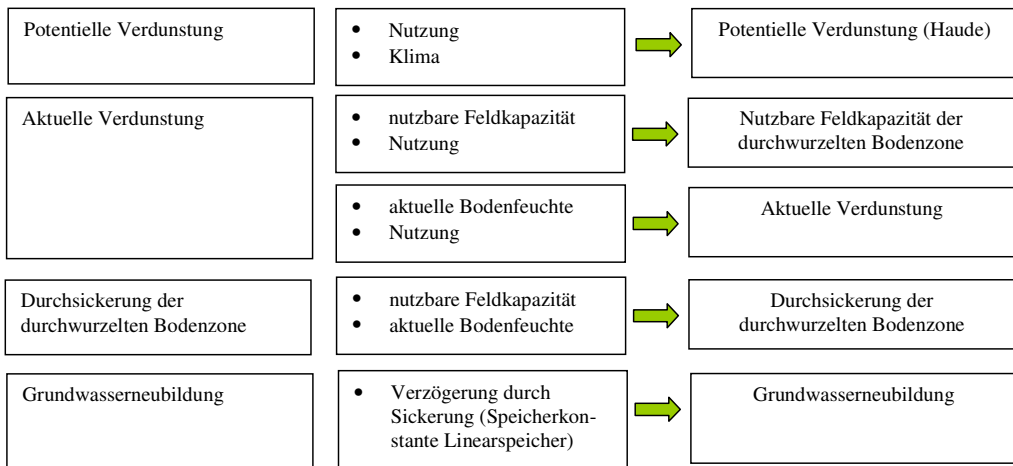 Potentielle Verdunstung
• Nutzung
• Klima
Potentielle Verdunstung (Haude)
Aktuelle Verdunstung
• nutzbare Feldkapazität
• Nutzung
Nutzbare Feldkapazität der
durchwurzelten Bodenzone
• aktuelle Bodenfeuchte
• Nutzung
Aktuelle Verdunstung
Durchsickerung der
durchwurzelten Bodenzone
• nutzbare Feldkapazität
• aktuelle Bodenfeuchte
Durchsickerung der
durchwurzelten Bodenzone
Grundwasserneubildung
• Verzögerung durch
Sickerung (Speicherkon-
stante Linearspeicher)
Grundwasserneubildung